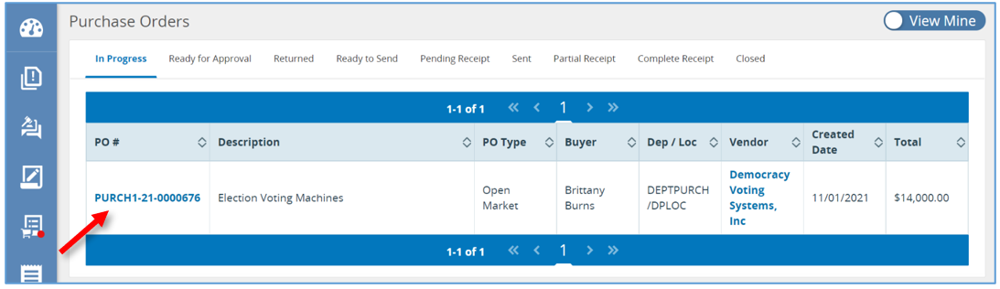 Purchase Orders
View Mine
In Progress Ready for Approval Returned Ready to Send Pending Receipt Sent Partial Receipt Complete Receipt Closed
1-1 of 1 « ‹ 1 › »
PO # Description PO Type Buyer Dep / Loc Vendor Created Date Total
PURCH1-21-0000676
Election Voting Machines
Open
Market
Brittany
Burns
DEPTPURCH
/DPLOC
Democracy
Voting
Systems,
Inc
11/01/2021
$14,000.00
1-1 of 1 « ‹ 1 › »